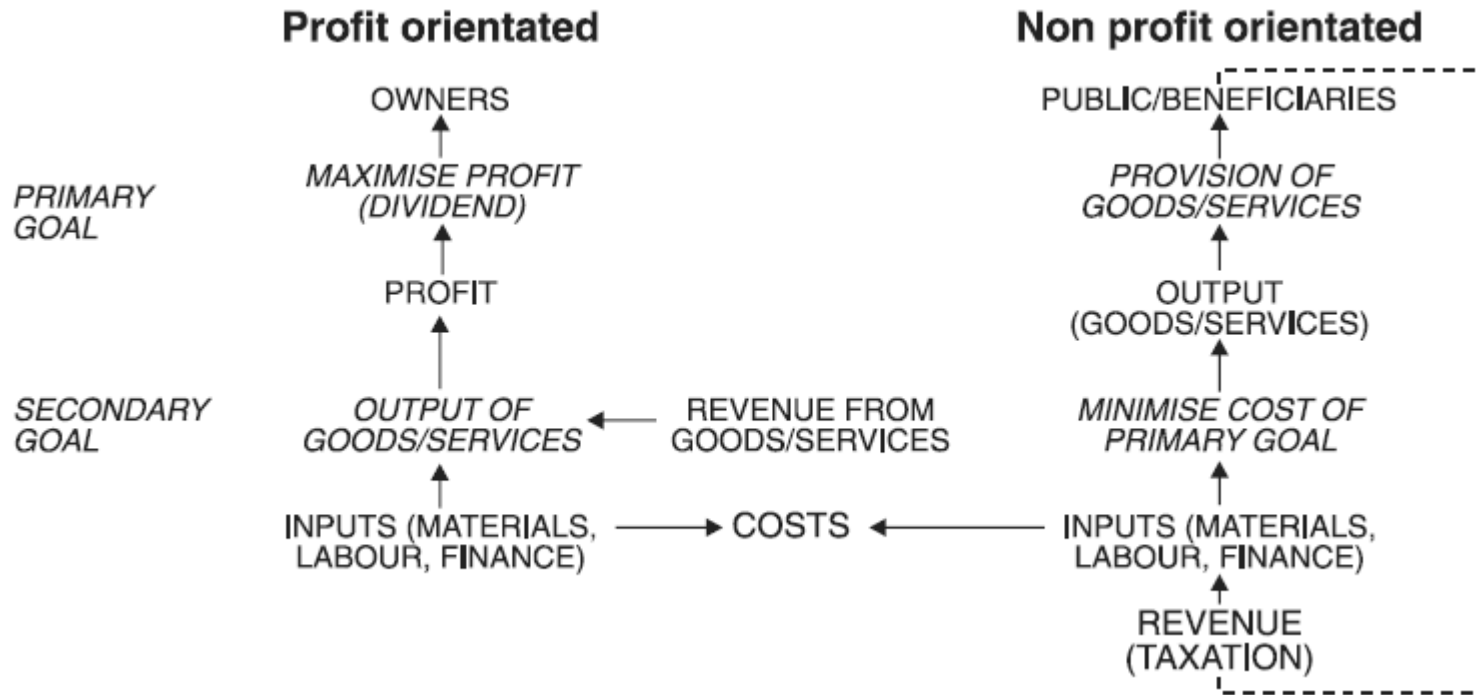 Profit orientated
Non profit orientated
OWNERS
PUBLIC/BENEFICIARIES
PRIMARY
GOAL
MAXIMISE PROFIT
(DIVIDEND)
PROVISION OF
GOODS/SERVICES
PROFIT
OUTPUT
(GOODS/SERVICES)
SECONDARY
GOAL
OUTPUT OF
GOODS/SERVICES
REVENUE FROM
GOODS/SERVICES
MINIMISE COST OF
PRIMARY GOAL
INPUTS (MATERIALS,
LABOUR, FINANCE)
COSTS
INPUTS (MATERIALS,
LABOUR, FINANCE)
REVENUE
(TAXATION)